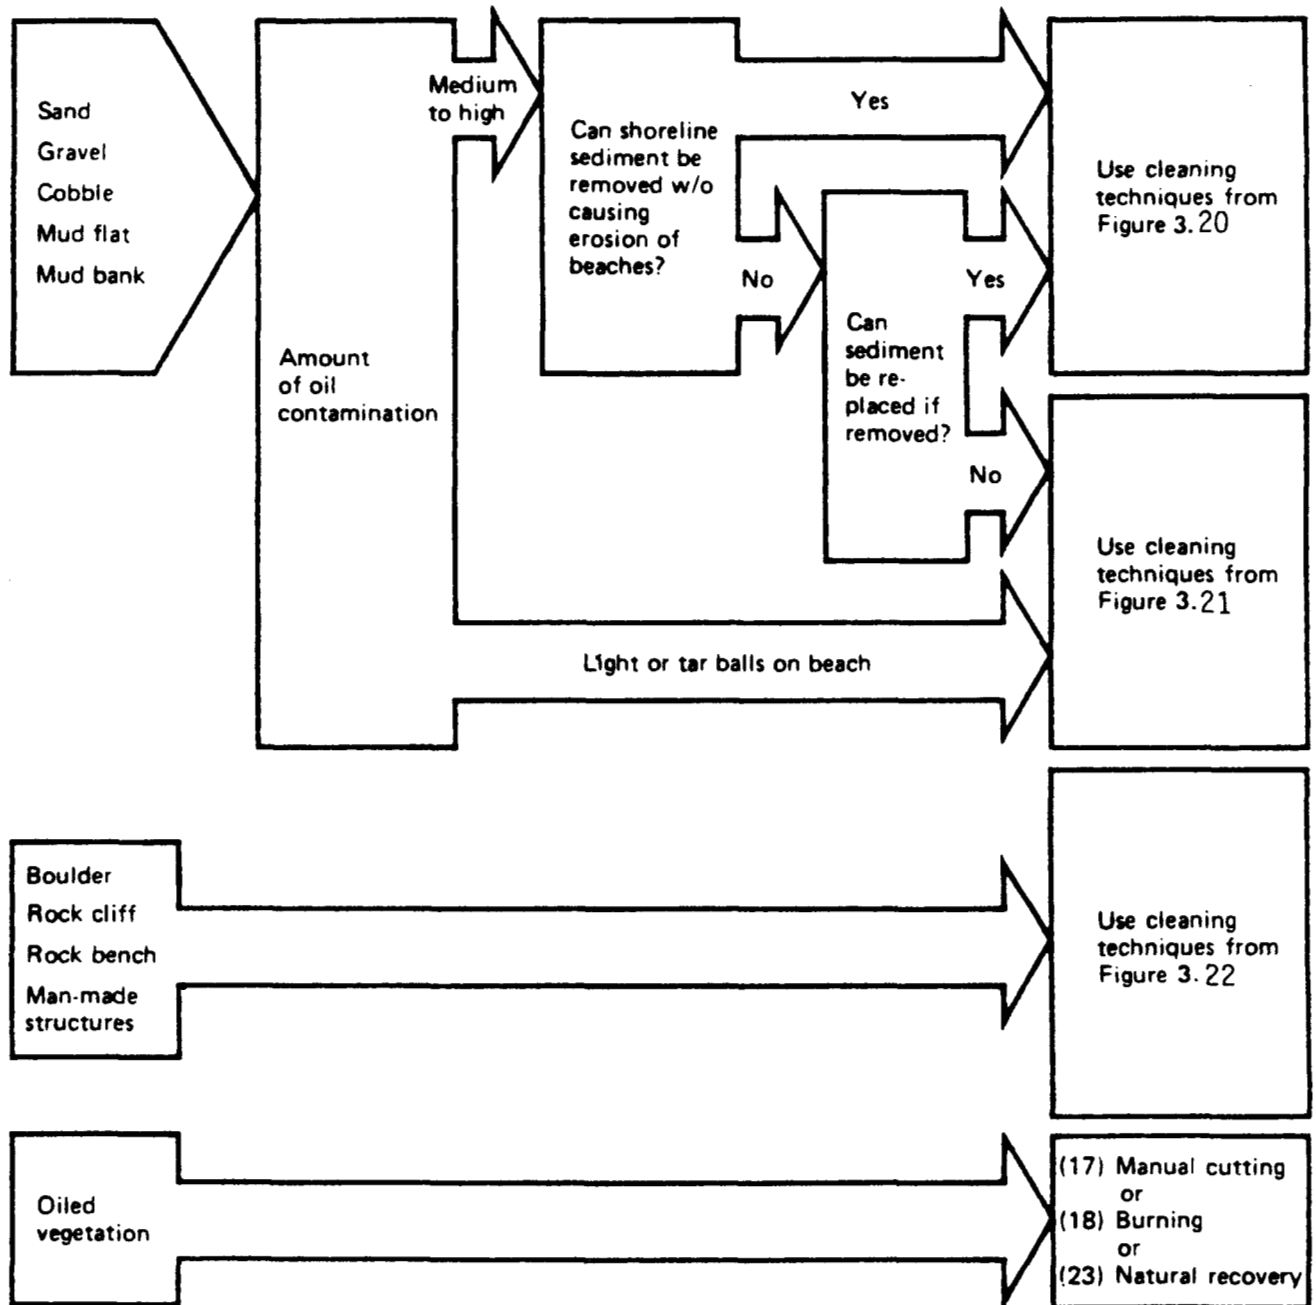 Sand
Gravel
Cobble
Mud flat
Mud bank
Amount
of oil
contamination
Medium
to high
Can shoreline
sediment be
removed w/o
causing
erosion of
beaches?
Yes
No
Can
sediment
be re-
placed if
removed?
Yes
No
Use cleaning
techniques from
Figure 3.20
Use cleaning
techniques from
Figure 3.21
Light or tar balls on beach
Boulder
Rock cliff
Rock bench
Man-made
structures
Use cleaning
techniques from
Figure 3.22
Oiled
vegetation
(17) Manual cutting
or
(18) Burning
or
(23) Natural recovery